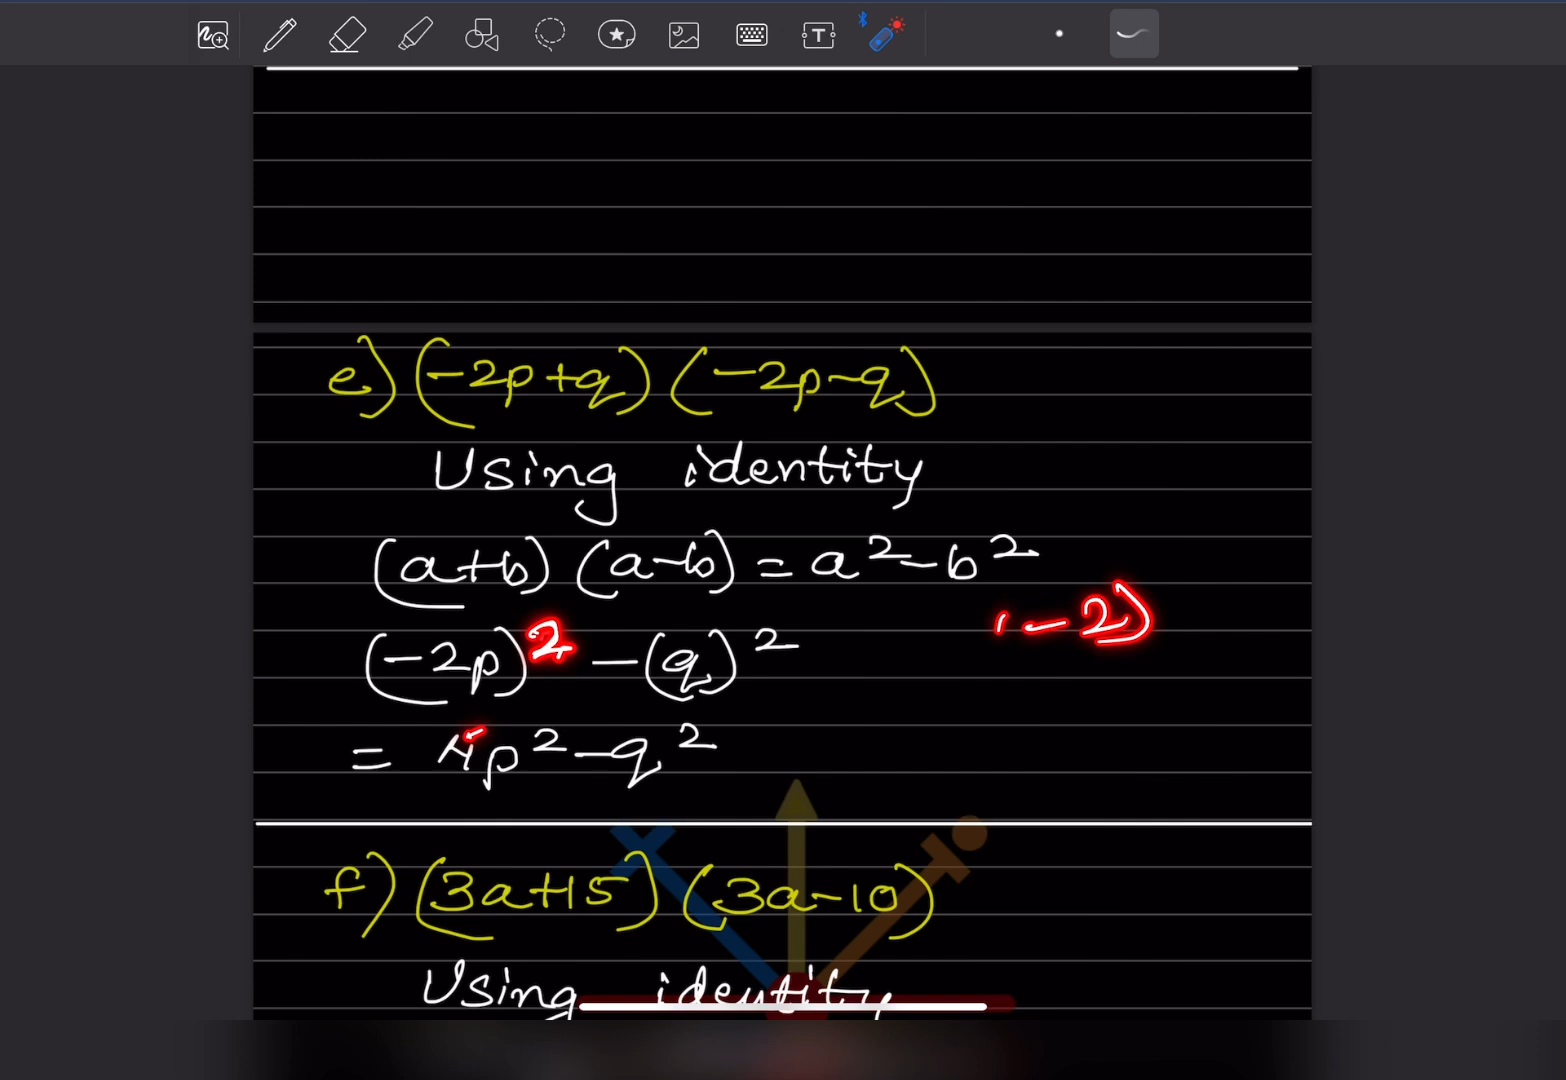 e) (-2p+q) (-2p-q)
Using identity
(a+b) (a-b) = a² - b²
(-2p)² - (q)²
-2)
= 4p² - q²
f) (3a+15) (3a-10)
Using identity